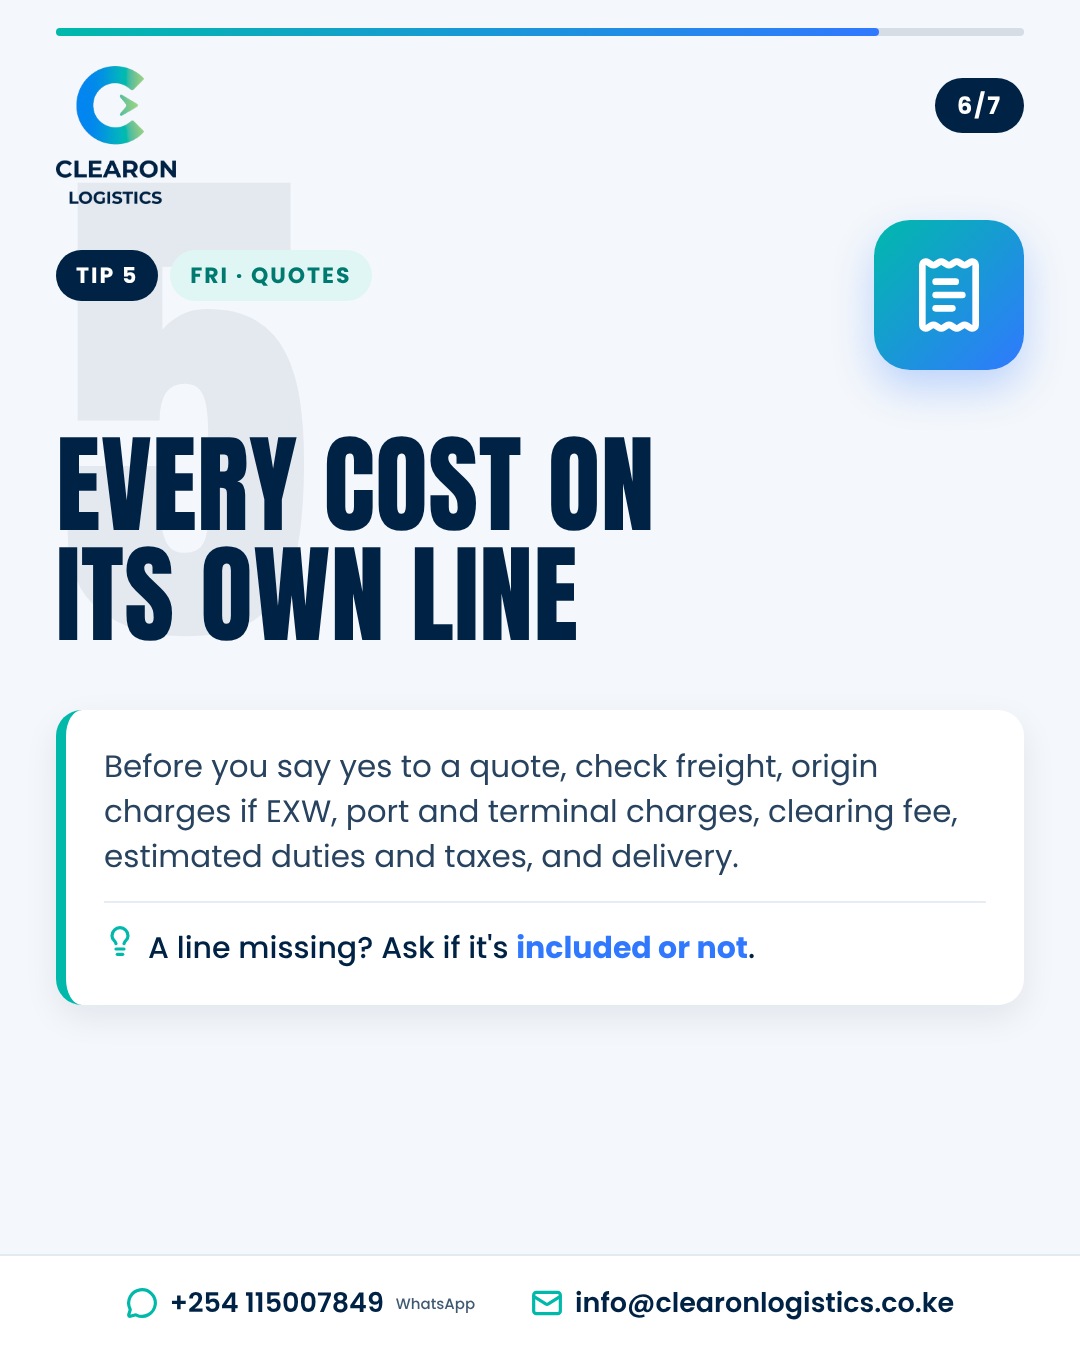 CLEARON
LOGISTICS
6/7
5
TIP 5
FRI · QUOTES
EVERY COST ON
ITS OWN LINE
Before you say yes to a quote, check freight, origin
charges if EXW, port and terminal charges, clearing fee,
estimated duties and taxes, and delivery.
A line missing? Ask if it's included or not.
+254 115007849 WhatsApp
info@clearonlogistics.co.ke